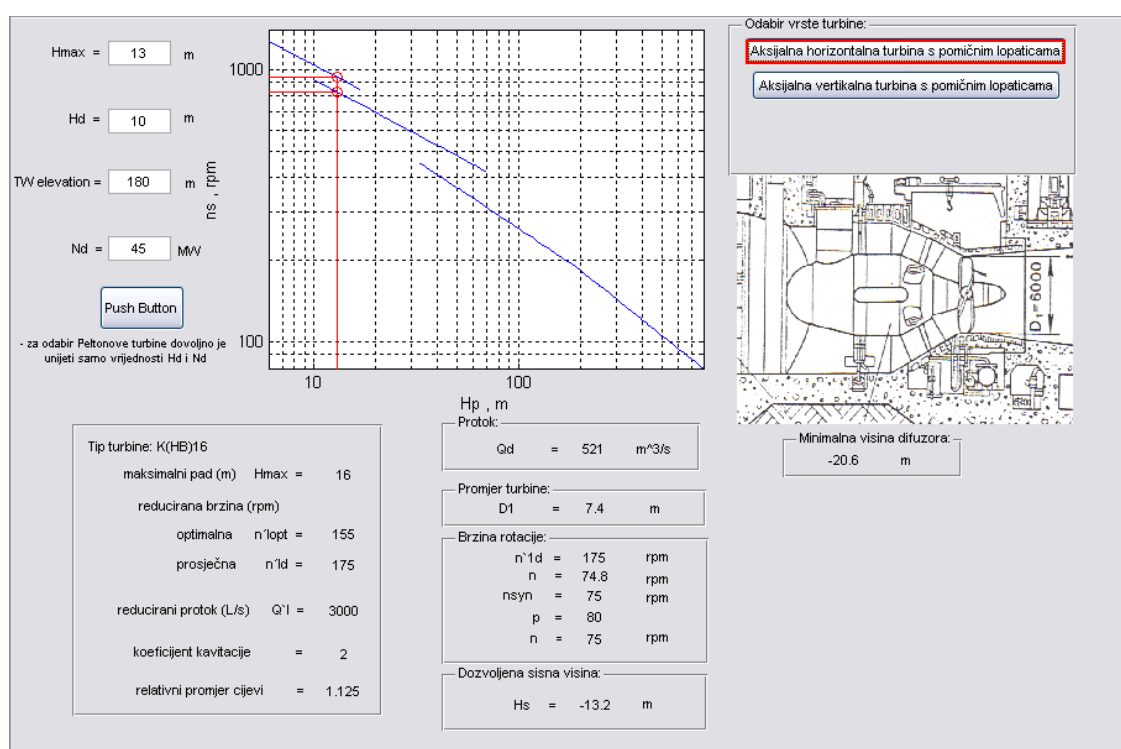 Hmax = 13 m
Hd = 10 m
TW elevation = 180 m
Nd = 45 MW
Push Button
- za odabir Peltonove turbine dovoljno je
unijeti samo vrijednosti Hd i Nd
1000
100
ns , rpm
10 100
Hp , m
Odabir vrste turbine:
Aksijalna horizontalna turbina s pomičnim lopaticama
Aksijalna vertikalna turbina s pomičnim lopaticama
D₁=6000
Minimalna visina difuzora:
-20.6 m
Tip turbine: K(HB)16
maksimalni pad (m) Hmax = 16
reducirana brzina (rpm)
optimalna n´lopt = 155
prosječna n´ld = 175
reducirani protok (L/s) Q`l = 3000
koeficijent kavitacije = 2
relativni promjer cijevi = 1.125
Protok:
Qd = 521 m^3/s
Promjer turbine:
D1 = 7.4 m
Brzina rotacije:
n`1d = 175 rpm
n = 74.8 rpm
nsyn = 75 rpm
p = 80
n = 75 rpm
Dozvoljena sisna visina:
Hs = -13.2 m